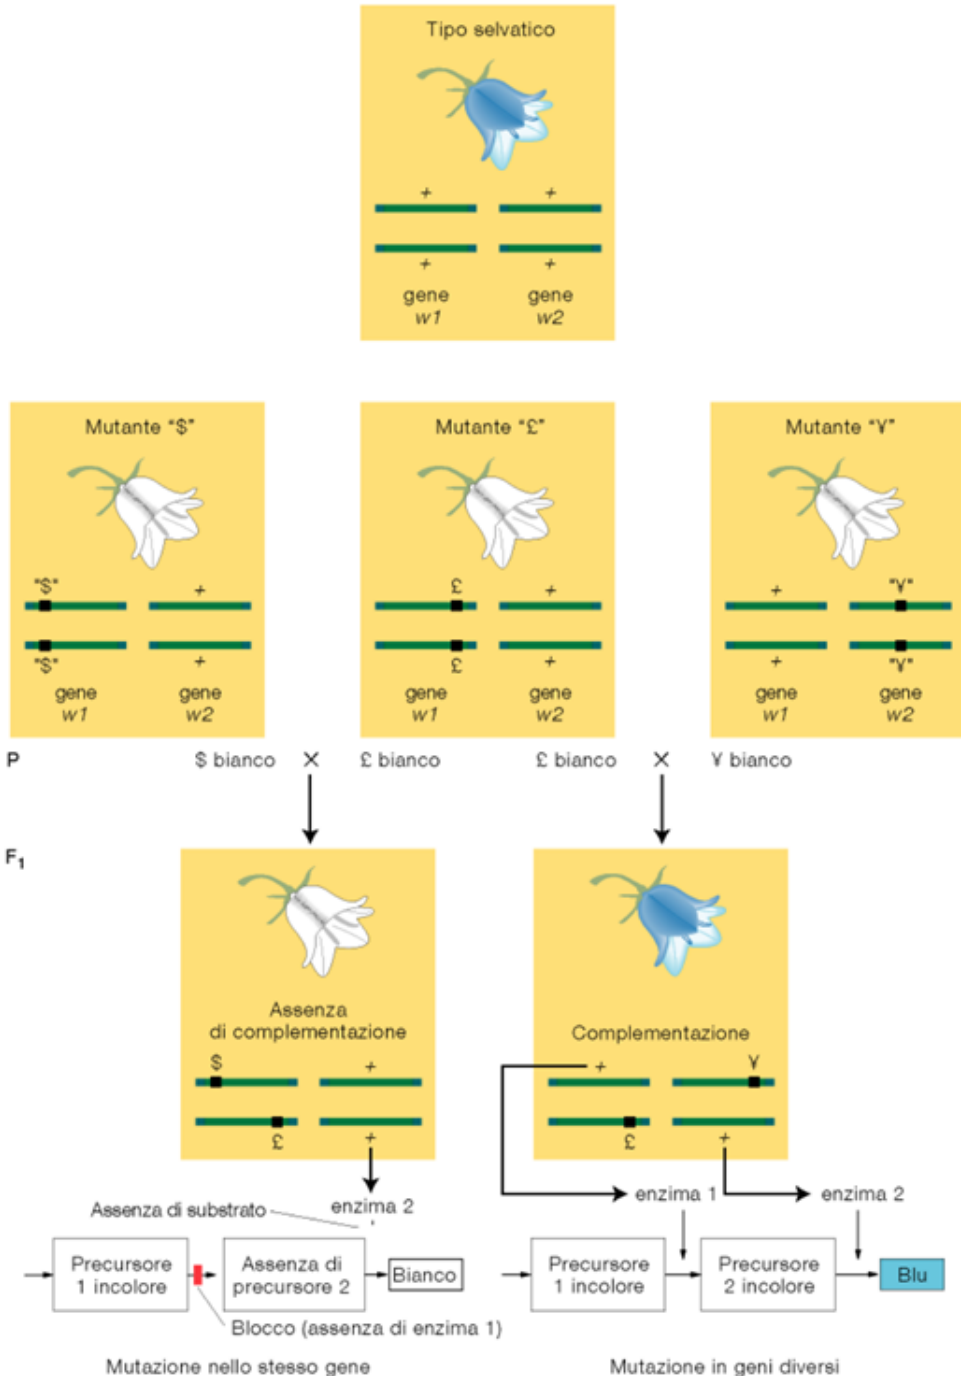 Tipo selvatico
+ +
+ +
gene gene
w1 w2
Mutante "$" Mutante "£" Mutante "¥"
"$" + £ + + "¥"
"$" + £ + + "¥"
gene gene gene gene gene gene
w1 w2 w1 w2 w1 w2
P $ bianco × £ bianco £ bianco × ¥ bianco
F1
Assenza
di complementazione
Complementazione
$ + + ¥
£ + £ +
Assenza di substrato
enzima 2
enzima 1 enzima 2
Precursore
1 incolore
Assenza di
precursore 2
Bianco
Precursore
1 incolore
Precursore
2 incolore
Blu
Blocco (assenza di enzima 1)
Mutazione nello stesso gene
Mutazione in geni diversi